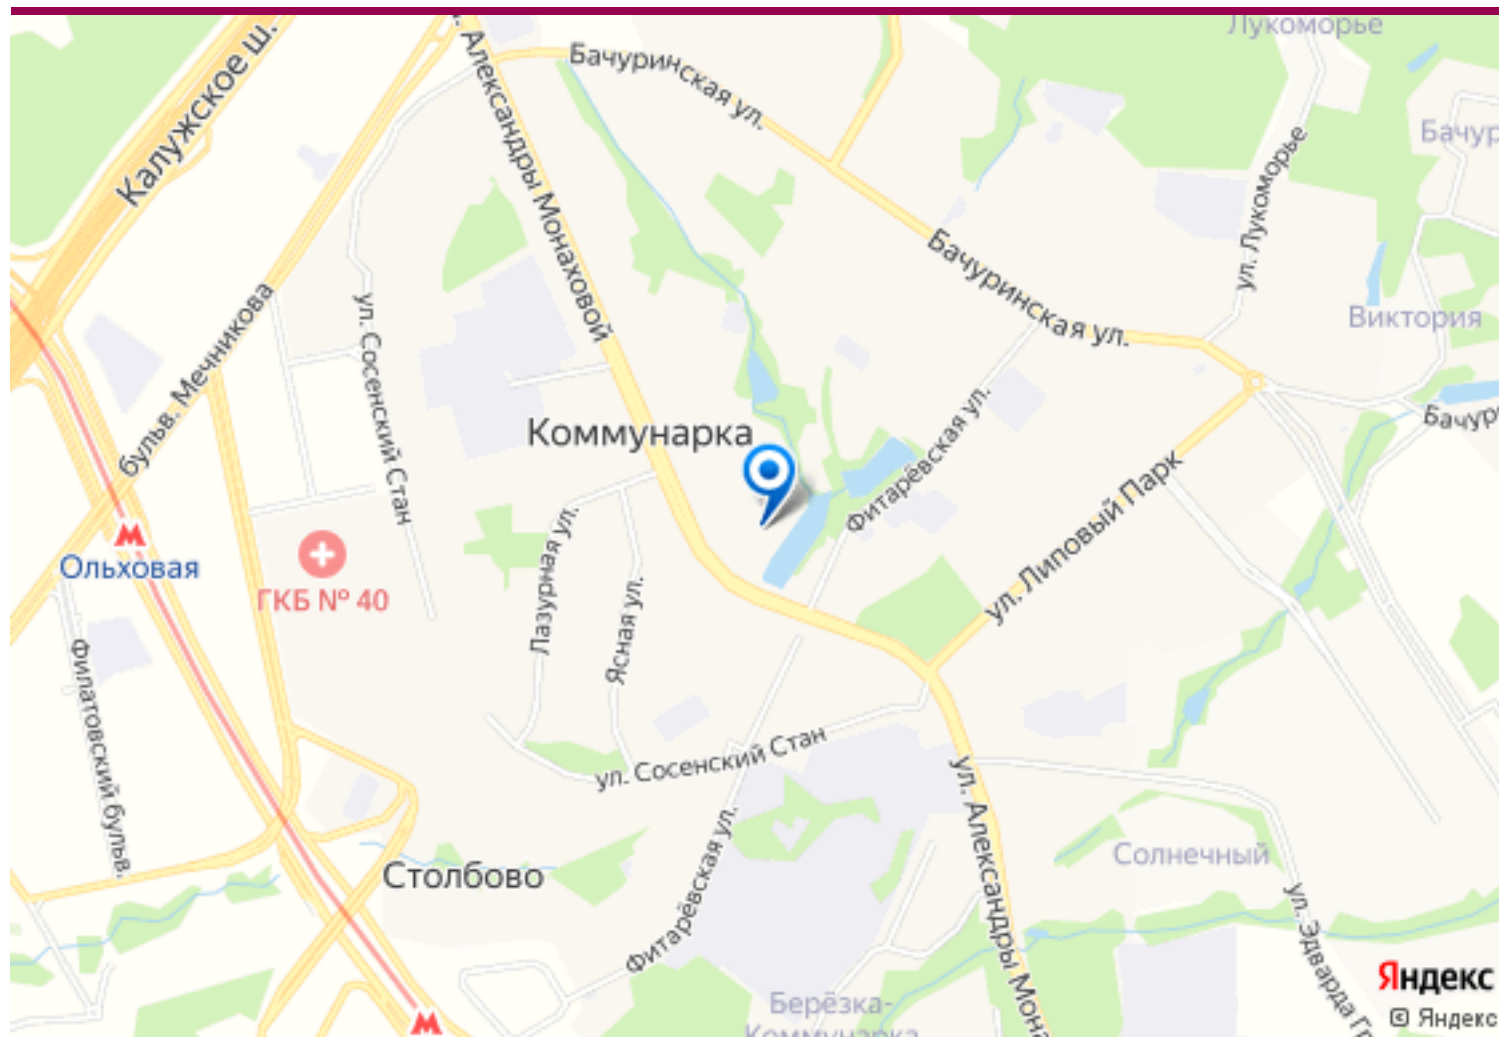 Лукоморье
Калужское ш.
Александры Монаховой
Бачуринская ул.
Бачур
ул. Лукоморье
Бачуринская ул.
Виктория
бульв. Мечникова
ул. Сосенский Стан
Коммунарка
Фитарёвская ул.
Бачур
ул. Липовый Парк
Ольховая
ГКБ № 40
Лазурная ул.
Ясная ул.
Филатовский бульв.
ул. Сосенский Стан
ул. Александры Мона
Солнечный
Столбово
Фитарёвская ул.
ул. Эдварда Г
Берёзка-
Коммунарка
Яндекс
© Яндекс